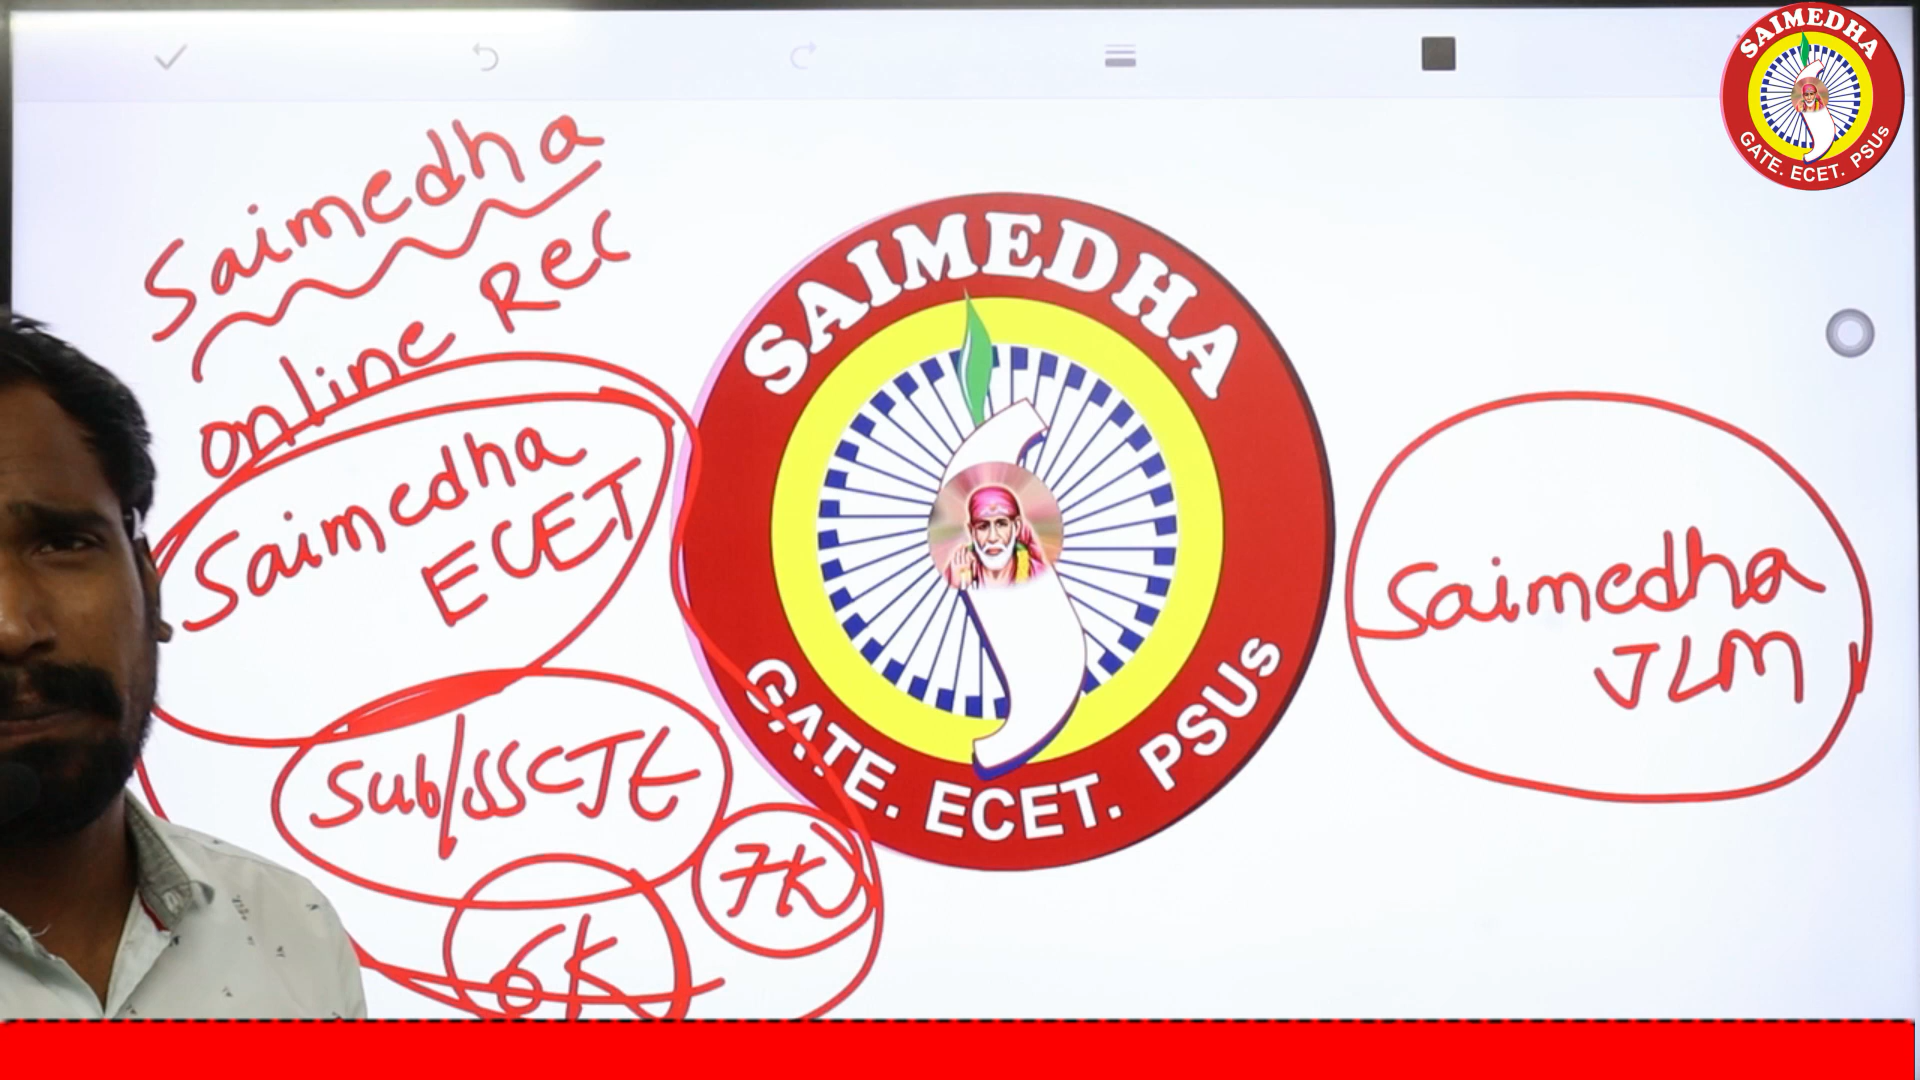 Saimedha
online Rec
Saimedha
ECET
Sub/SSCJE
6K
7K
SAIMEDHA
GATE. ECET. PSUs
Saimedha
JLM
SAIMEDHA
GATE. ECET. PSUs